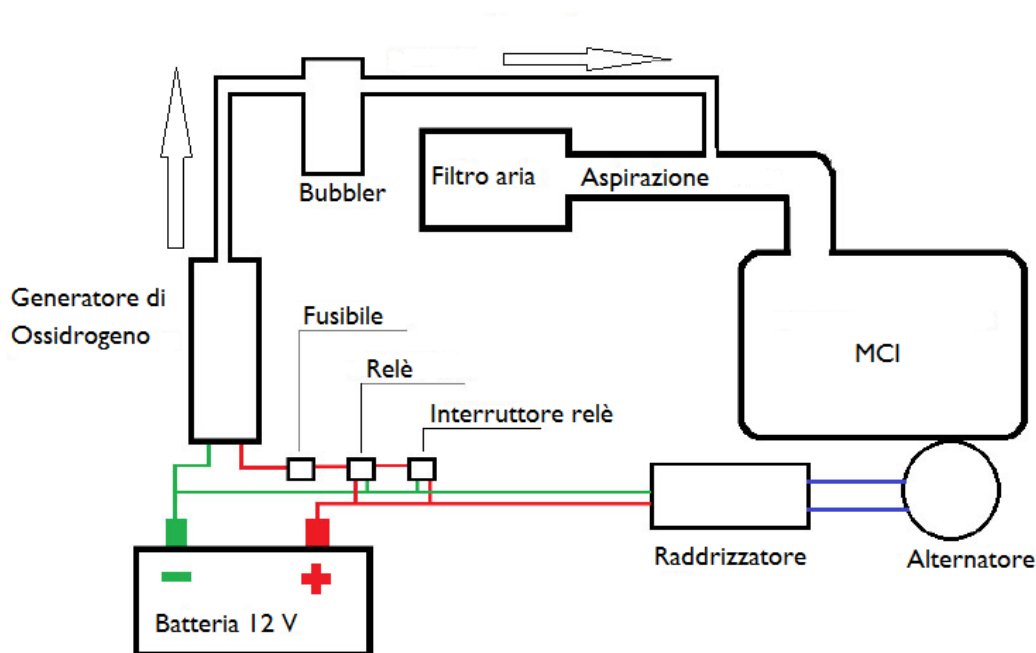 Bubbler
Filtro aria
Aspirazione
Generatore di
Ossidrogeno
Fusibile
Relè
Interruttore relè
MCI
Raddrizzatore
Alternatore
Batteria 12 V